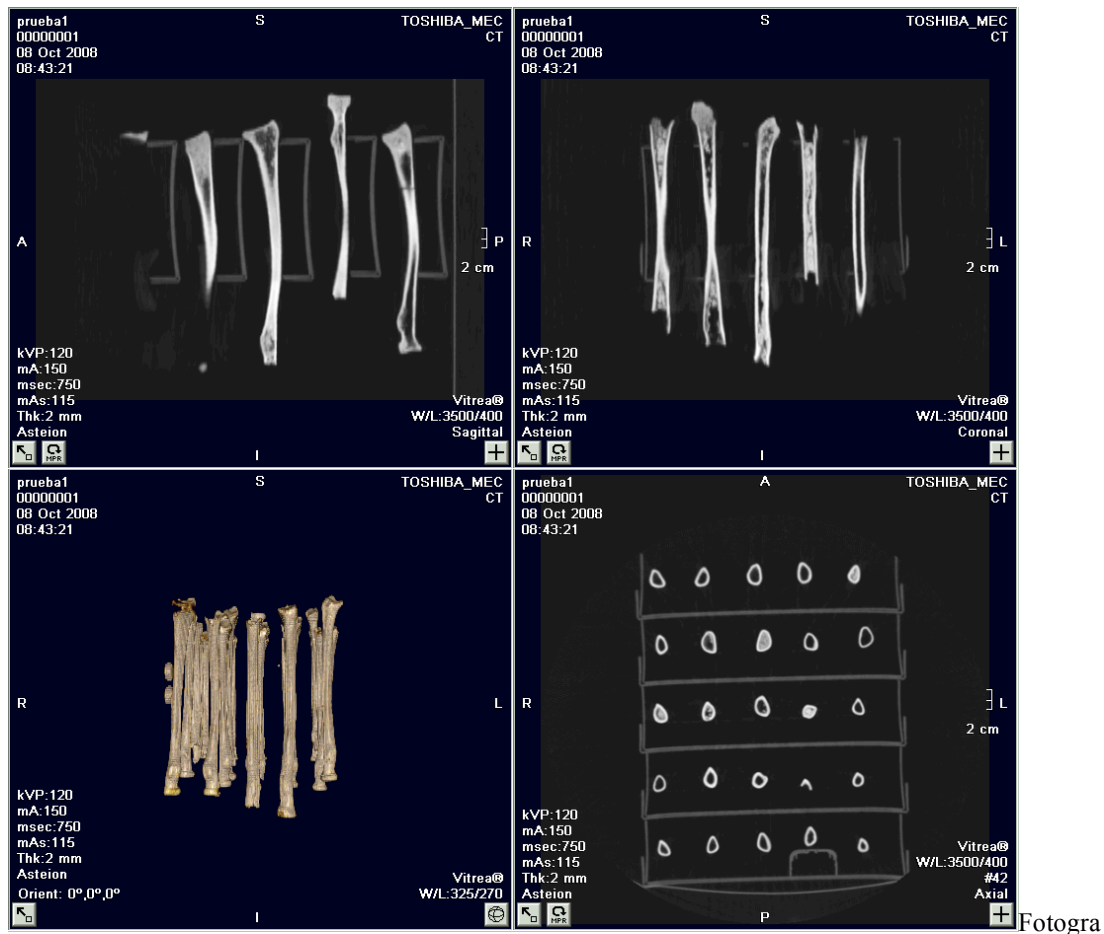 prueba1 S TOSHIBA_MEC
00000001 CT
08 Oct 2008
08:43:21
A P
2 cm
kVP:120
mA:150
msec:750
mAs:115 Vitrea®
Thk:2 mm W/L:3500/400
Asteion Sagittal
MPR I
prueba1 S TOSHIBA_MEC
00000001 CT
08 Oct 2008
08:43:21
R L
2 cm
kVP:120
mA:150
msec:750
mAs:115 Vitrea®
Thk:2 mm W/L:3500/400
Asteion Coronal
MPR I
prueba1 S TOSHIBA_MEC
00000001 CT
08 Oct 2008
08:43:21
R L
kVP:120
mA:150
msec:750
mAs:115
Thk:2 mm
Asteion Vitrea®
Orient: 0º,0º,0º W/L:325/270
I
prueba1 A TOSHIBA_MEC
00000001 CT
08 Oct 2008
08:43:21
R L
2 cm
kVP:120
mA:150
msec:750 Vitrea®
mAs:115 W/L:3500/400
Thk:2 mm #42
Asteion Axial
MPR P
Fotogra